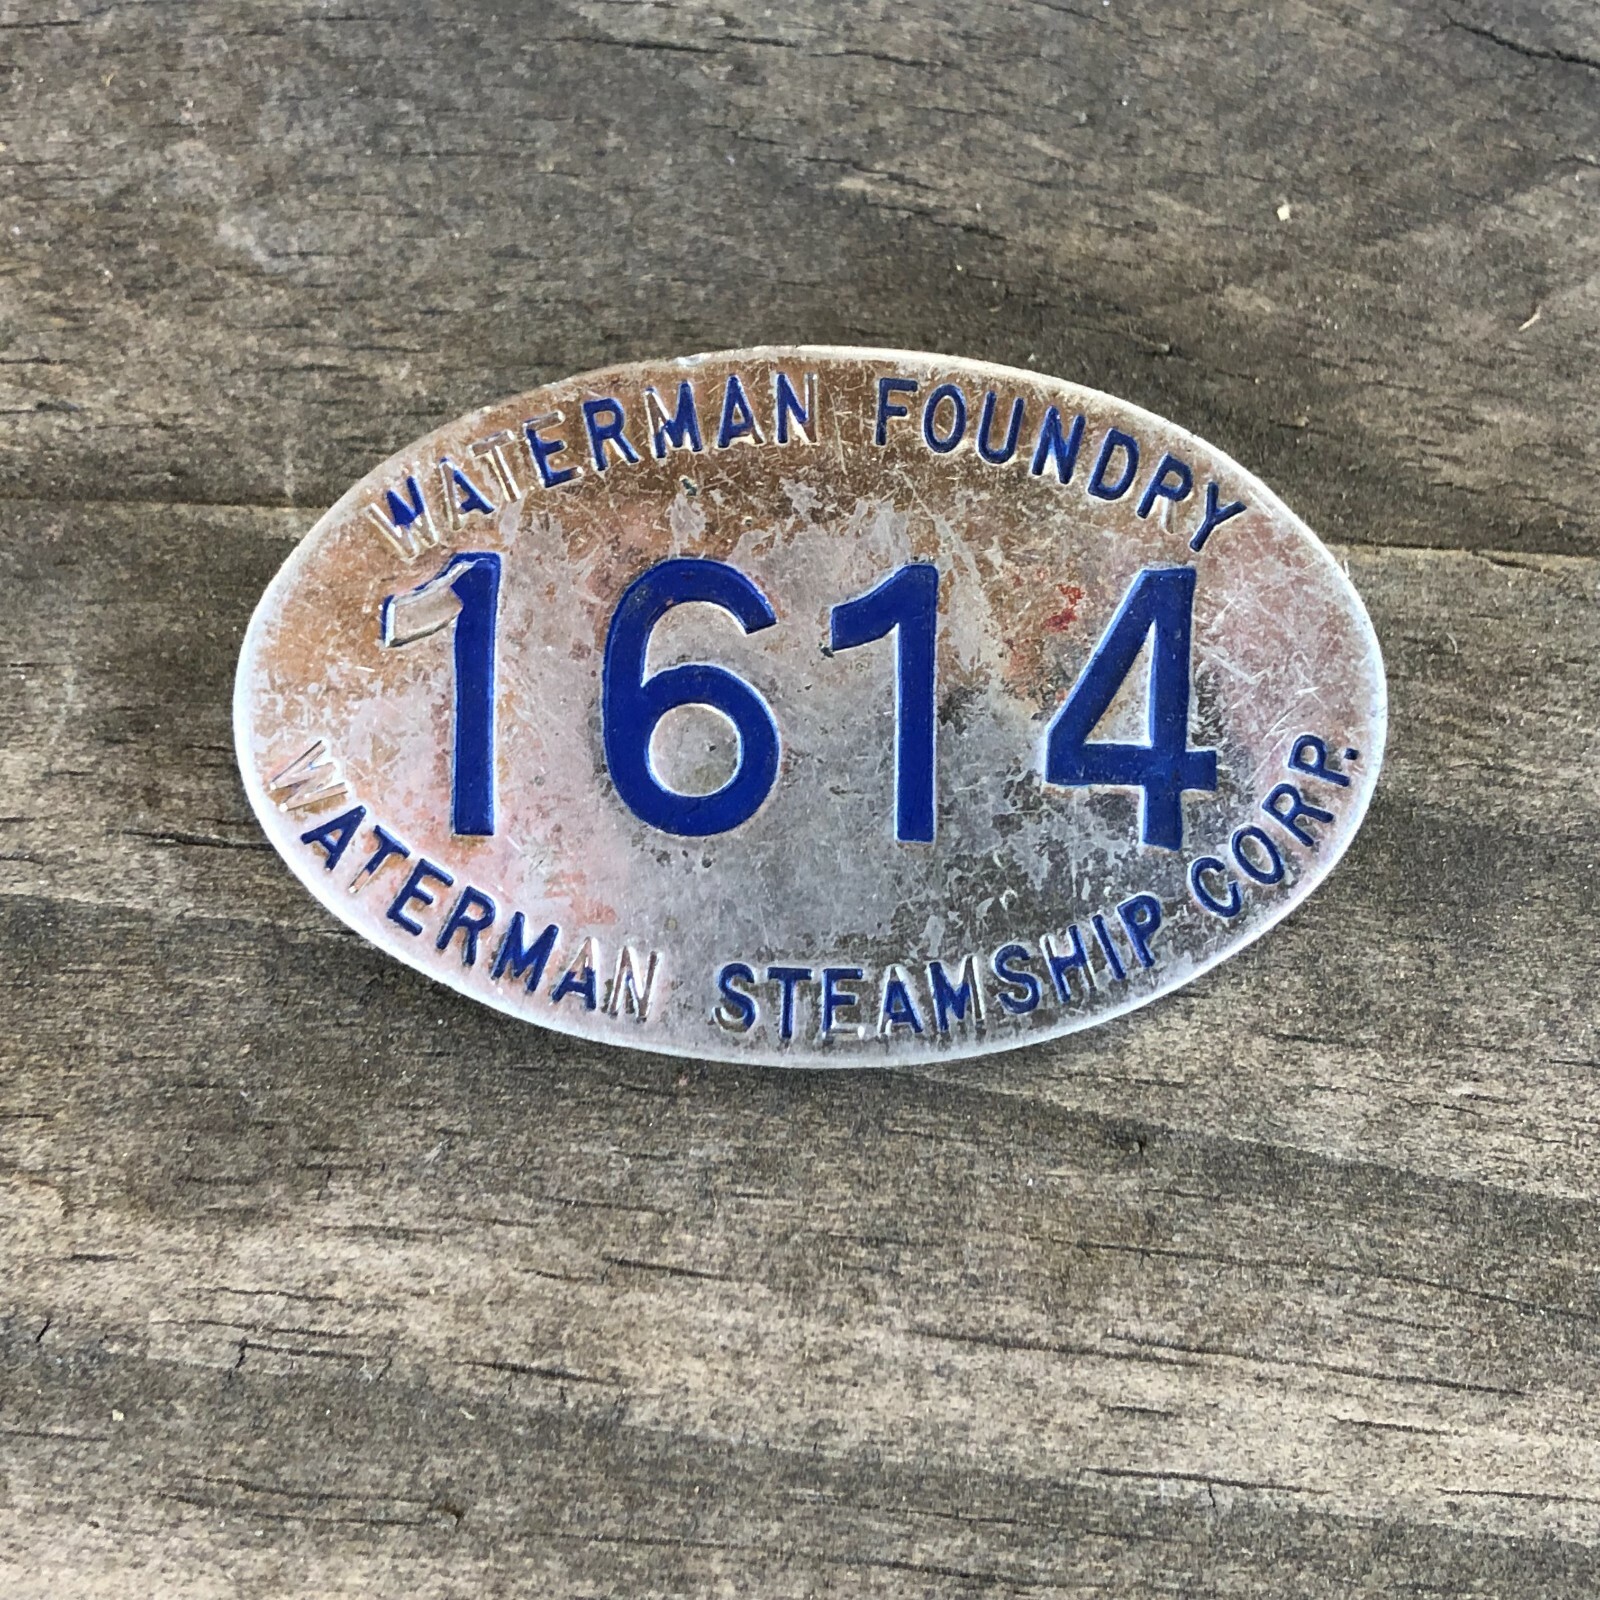 WATERMAN FOUNDRY
1614
WATERMAN STEAMSHIP CORP.